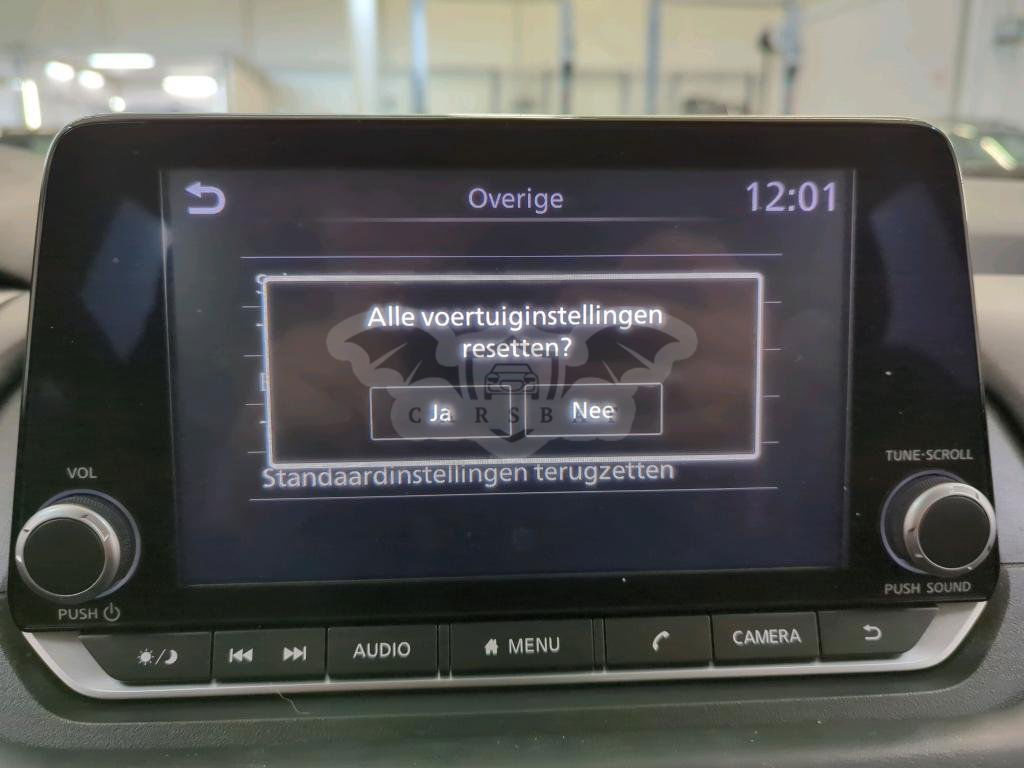 Overige
12:01
Alle voertuiginstellingen
resetten?
Ja
Nee
CARSBAT
Standaardinstellingen terugzetten
VOL
TUNE·SCROLL
PUSH
PUSH SOUND
AUDIO
MENU
CAMERA